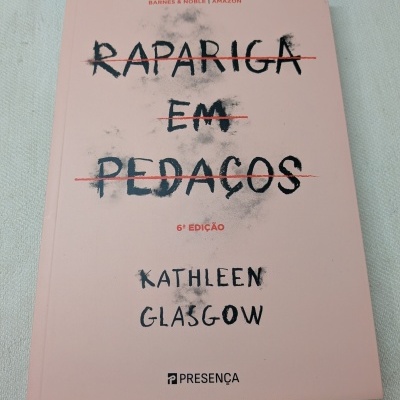 BARNES & NOBLE | AMAZON
RAPARIGA
EM
PEDAÇOS
6ª EDIÇÃO
KATHLEEN
GLASGOW
PRESENÇA